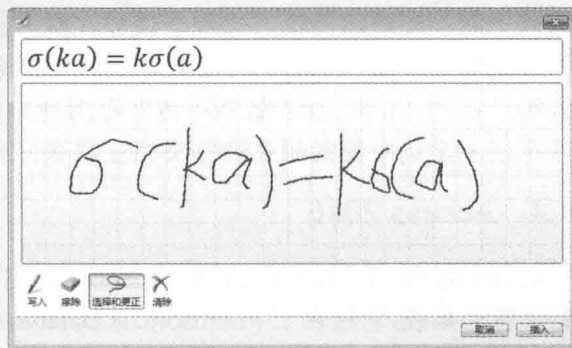 σ(ka) = kσ(a)
σ(ka)=kσ(a)
写入 擦除 选择和更正 清除
取消 插入